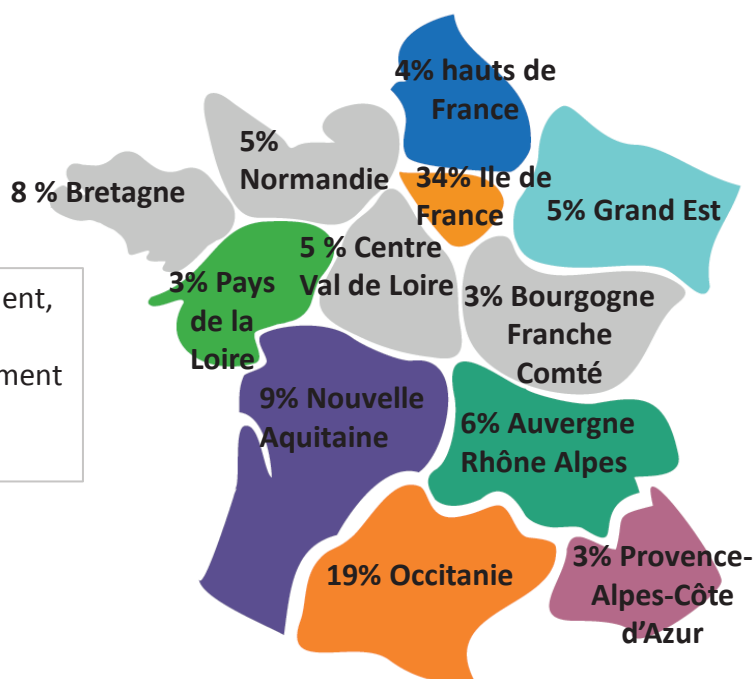 4% hauts de
France
5%
Normandie
34% Ile de
France
8 % Bretagne
5% Grand Est
5 % Centre
Val de Loire
3% Pays
de la
Loire
3% Bourgogne
Franche
Comté
9% Nouvelle
Aquitaine
6% Auvergne
Rhône Alpes
19% Occitanie
3% Provence-
Alpes-Côte
d'Azur